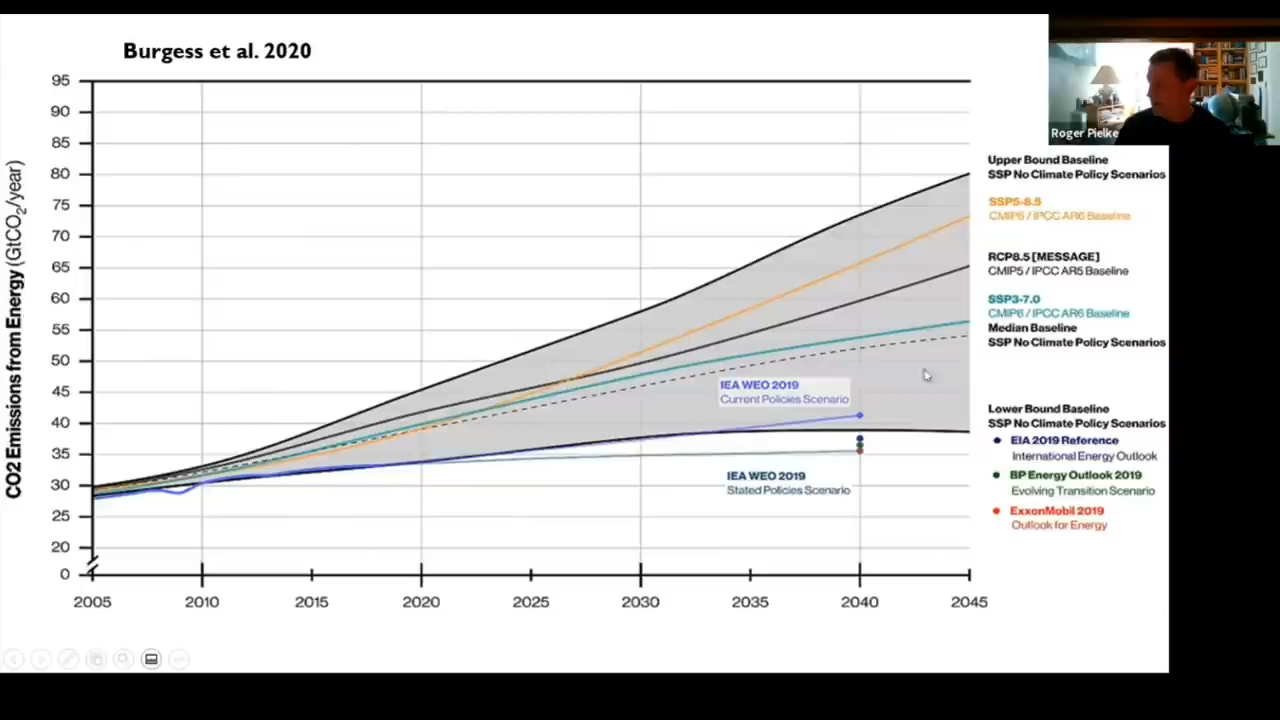 Burgess et al. 2020
CO2 Emissions from Energy (GtCO2/year)
95
90
85
80
75
70
65
60
55
50
45
40
35
30
25
20
0
2005
2010
2015
2020
2025
2030
2035
2040
2045
IEA WEO 2019
Current Policies Scenario
IEA WEO 2019
Stated Policies Scenario
Roger Pielke
Upper Bound Baseline
SSP No Climate Policy Scenarios
SSP5-8.5
CMIP6 / IPCC AR6 Baseline
RCP8.5 [MESSAGE]
CMIP5 / IPCC AR5 Baseline
SSP3-7.0
CMIP6 / IPCC AR6 Baseline
Median Baseline
SSP No Climate Policy Scenarios
Lower Bound Baseline
SSP No Climate Policy Scenarios
EIA 2019 Reference
International Energy Outlook
BP Energy Outlook 2019
Evolving Transition Scenario
ExxonMobil 2019
Outlook for Energy